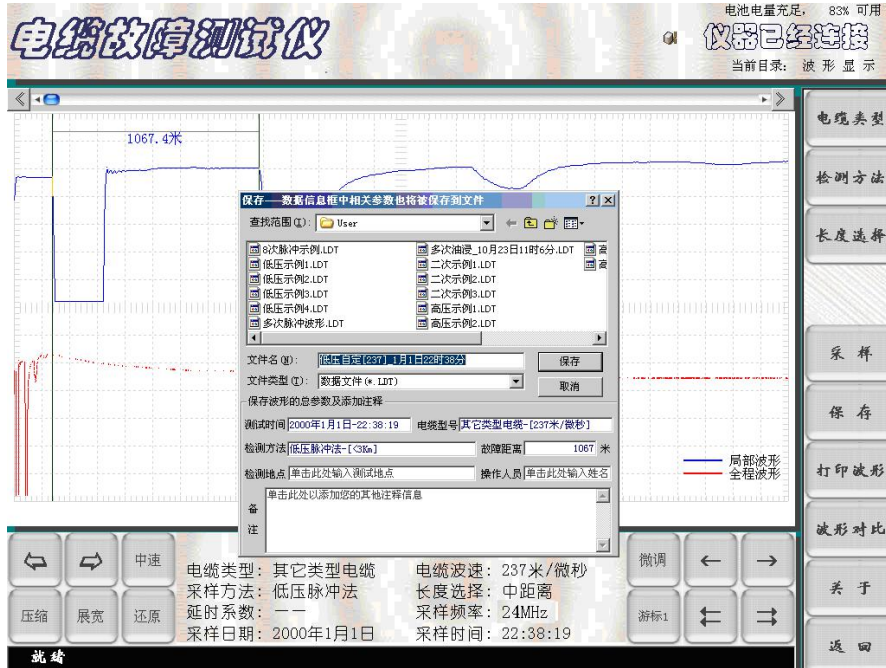 电缆故障测试仪
电池电量充足， 83% 可用
仪器已经连接
当前目录： 波形显示
1067.4米
保存---数据信息框中相关参数也将被保存到文件
查找范围(I)： User
8次脉冲示例.LDT
低压示例1.LDT
低压示例2.LDT
低压示例3.LDT
低压示例4.LDT
多次脉冲波形.LDT
多次油浸_10月23日11时6分.LDT
二次示例1.LDT
二次示例2.LDT
二次示例3.LDT
高压示例1.LDT
高压示例2.LDT
高
文件名(N)： 低压自定[237]_1月1日22时38分 保存
文件类型(T)： 数据文件(*.LDT) 取消
保存波形的总参数及添加注释
测试时间 2000年1月1日-22:38:19 电缆型号 其它类型电缆-[237米/微秒]
检测方法 低压脉冲法-[<3Km] 故障距离 1067 米
检测地点 单击此处输入测试地点 操作人员 单击此处输入姓名
备注 单击此处以添加您的其他注释信息
局部波形
全程波形
电缆类型
检测方法
长度选择
采样
保存
打印波形
波形对比
关于
返回
中速
压缩 展宽 还原
电缆类型：其它类型电缆 电缆波速：237米/微秒
采样方法：低压脉冲法 长度选择：中距离
延时系数：—— 采样频率：24MHz
采样日期：2000年1月1日 采样时间：22:38:19
微调
游标1
就绪